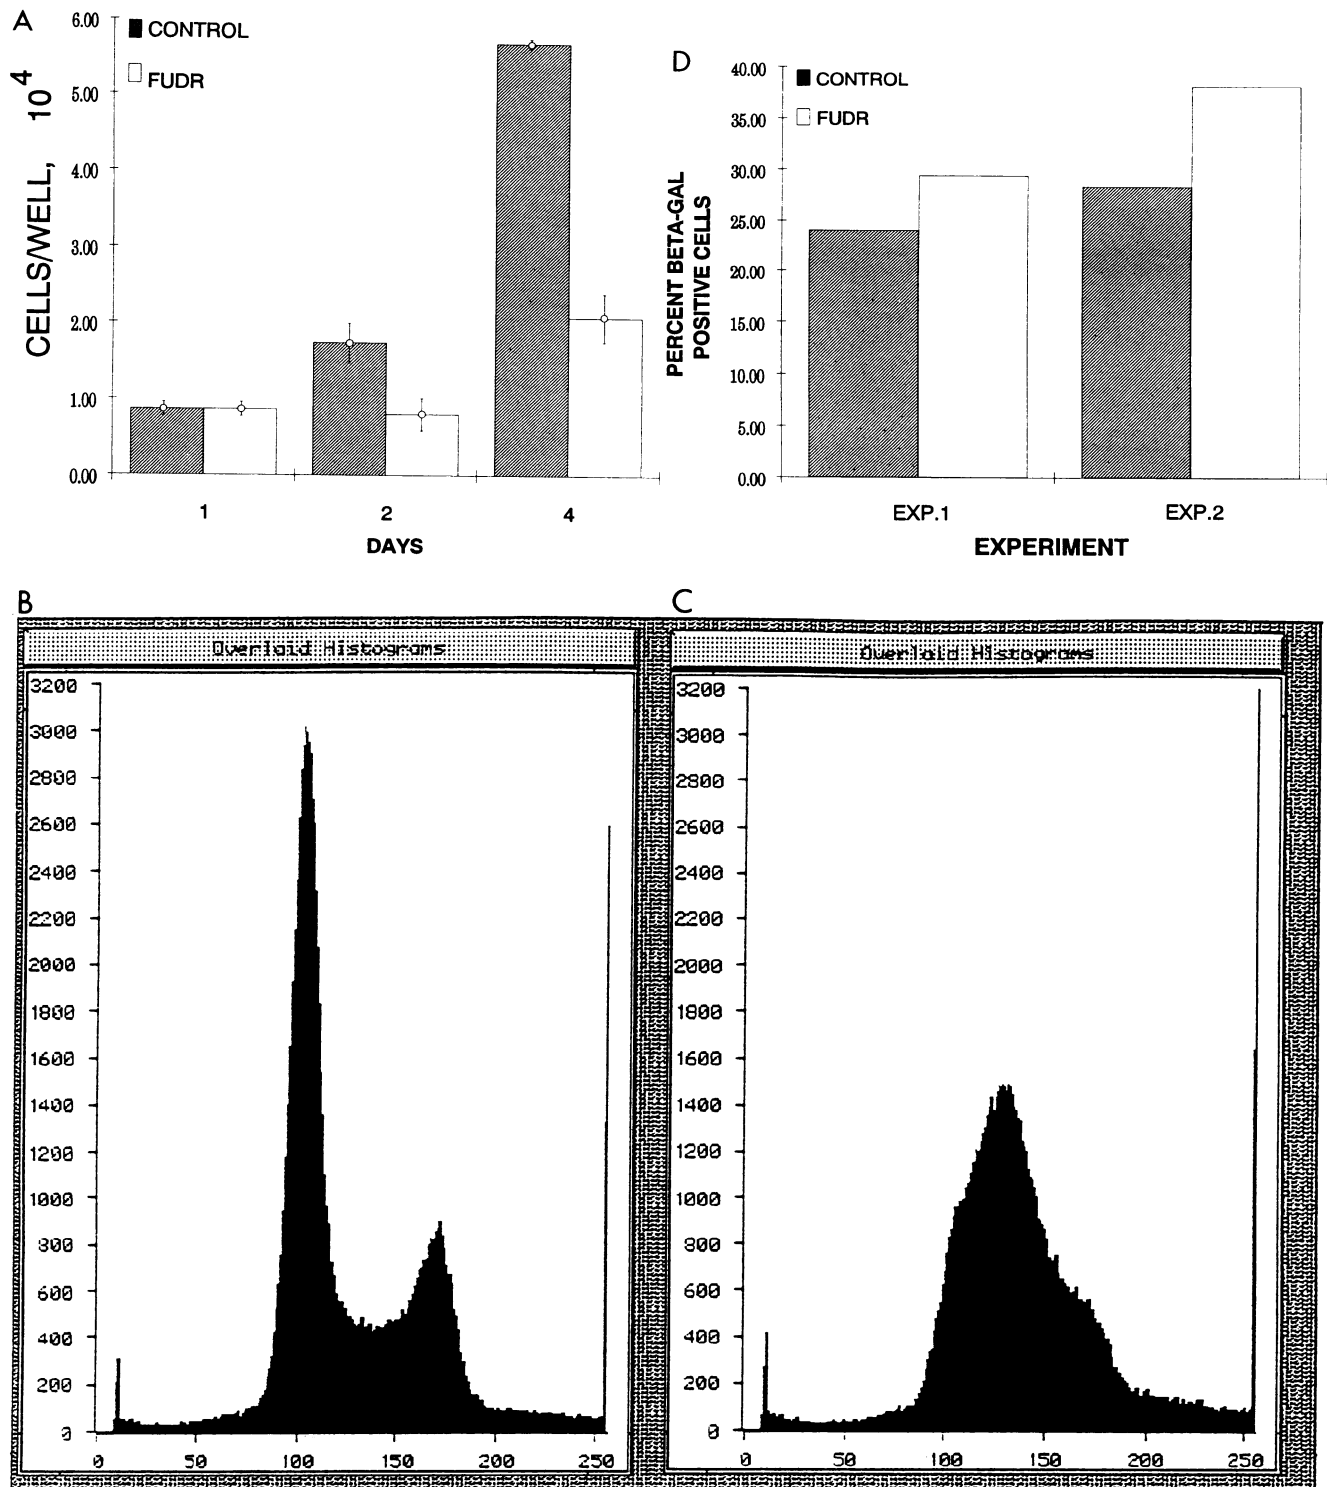 A
6.00
CONTROL
FUDR
5.00
4.00
3.00
2.00
1.00
0.00
CELLS/WELL, 10 4
1
2
4
DAYS
D
40.00
CONTROL
35.00
FUDR
30.00
25.00
20.00
15.00
10.00
5.00
0.00
PERCENT BETA-GAL
POSITIVE CELLS
EXP.1
EXP.2
EXPERIMENT
B
Overlaid Histograms
3200
3000
2800
2600
2400
2200
2000
1800
1600
1400
1200
1000
800
600
400
200
0
0 50 100 150 200 250
C
Overlaid Histograms
3200
3000
2800
2600
2400
2200
2000
1800
1600
1400
1200
1000
800
600
400
200
0
0 50 100 150 200 250